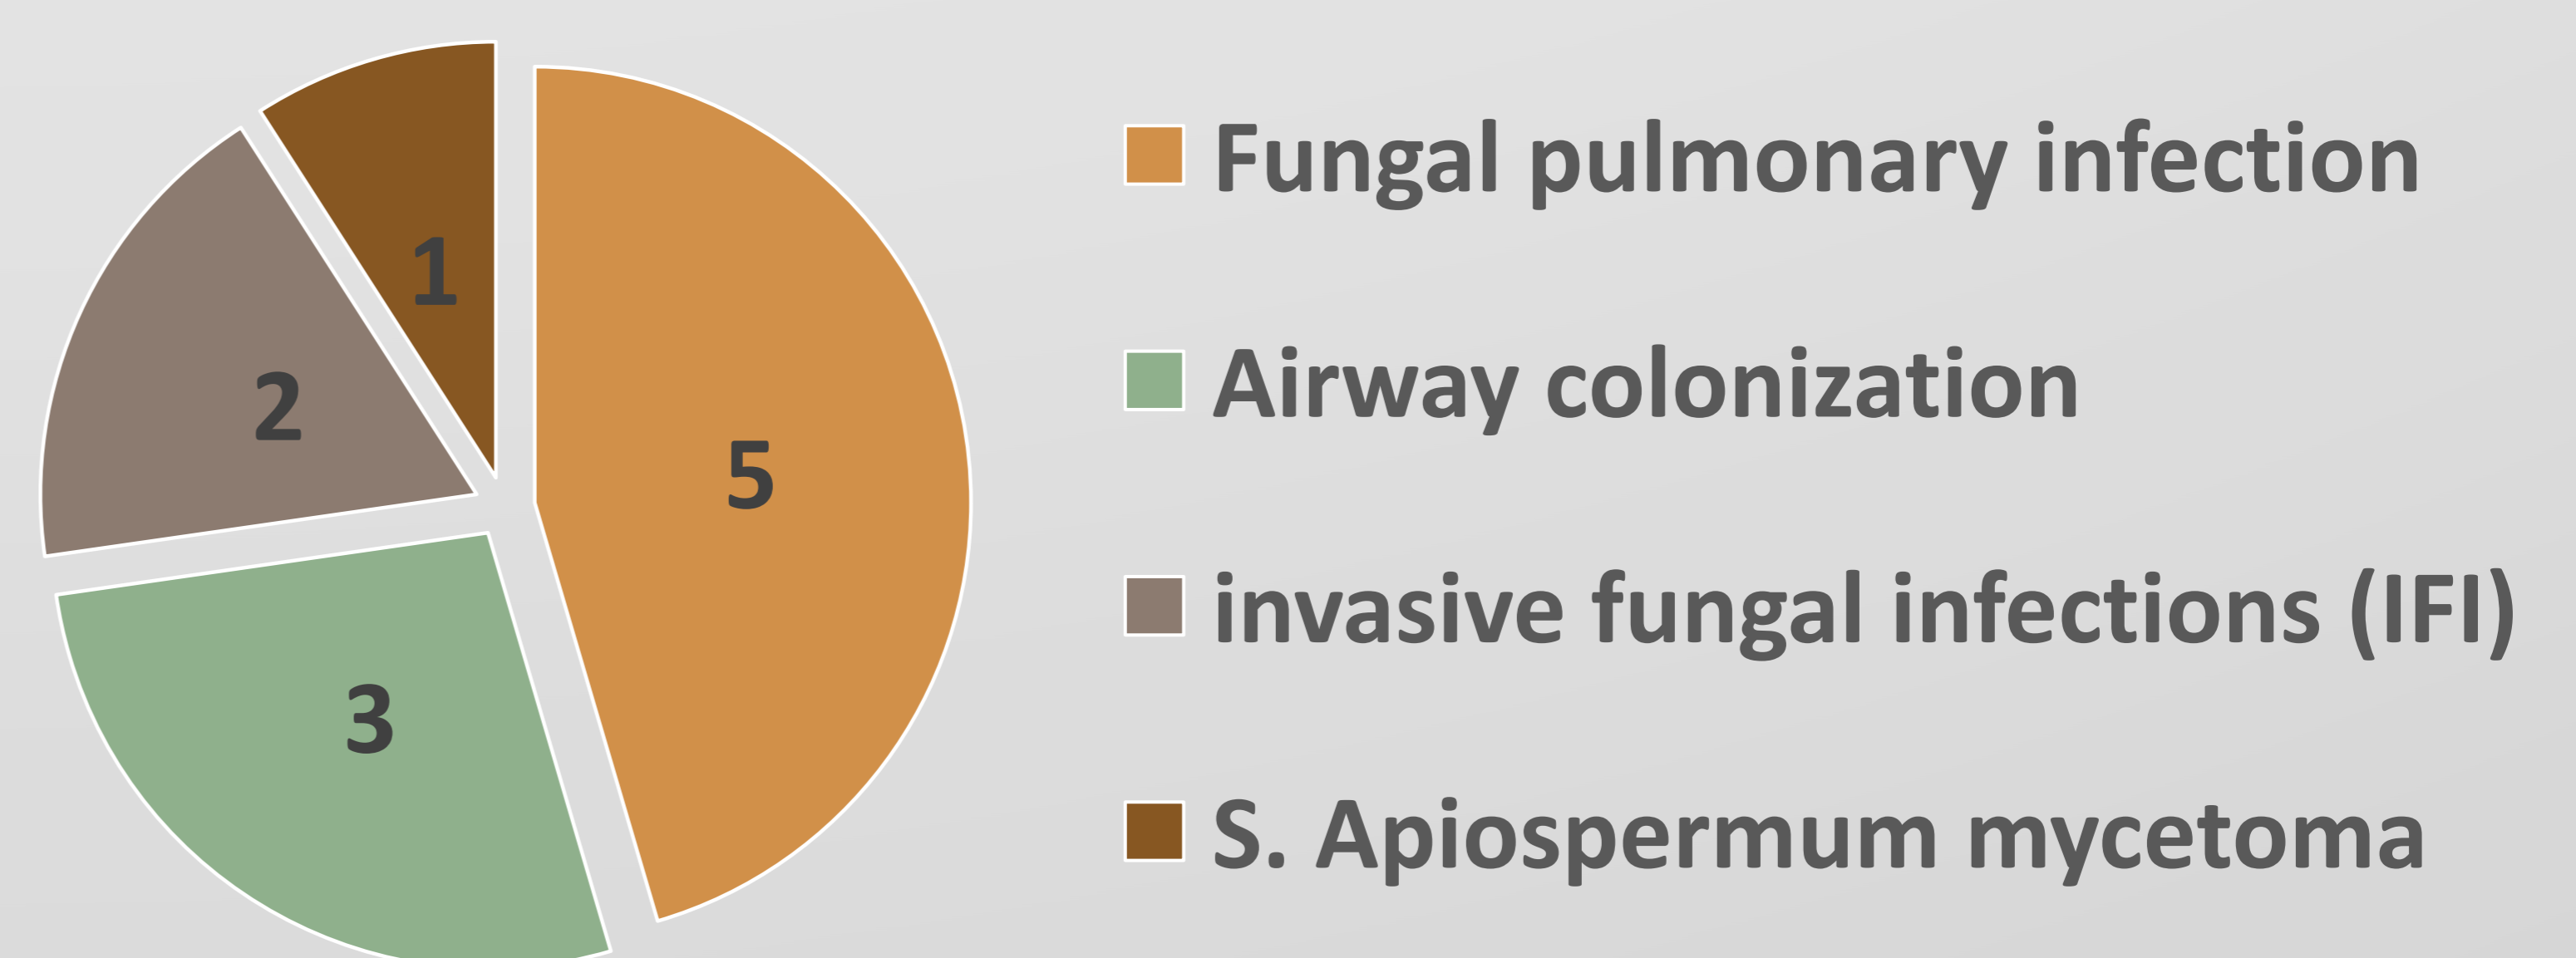 1
5
2
3
Fungal pulmonary infection
Airway colonization
invasive fungal infections (IFI)
S. Apiospermum mycetoma